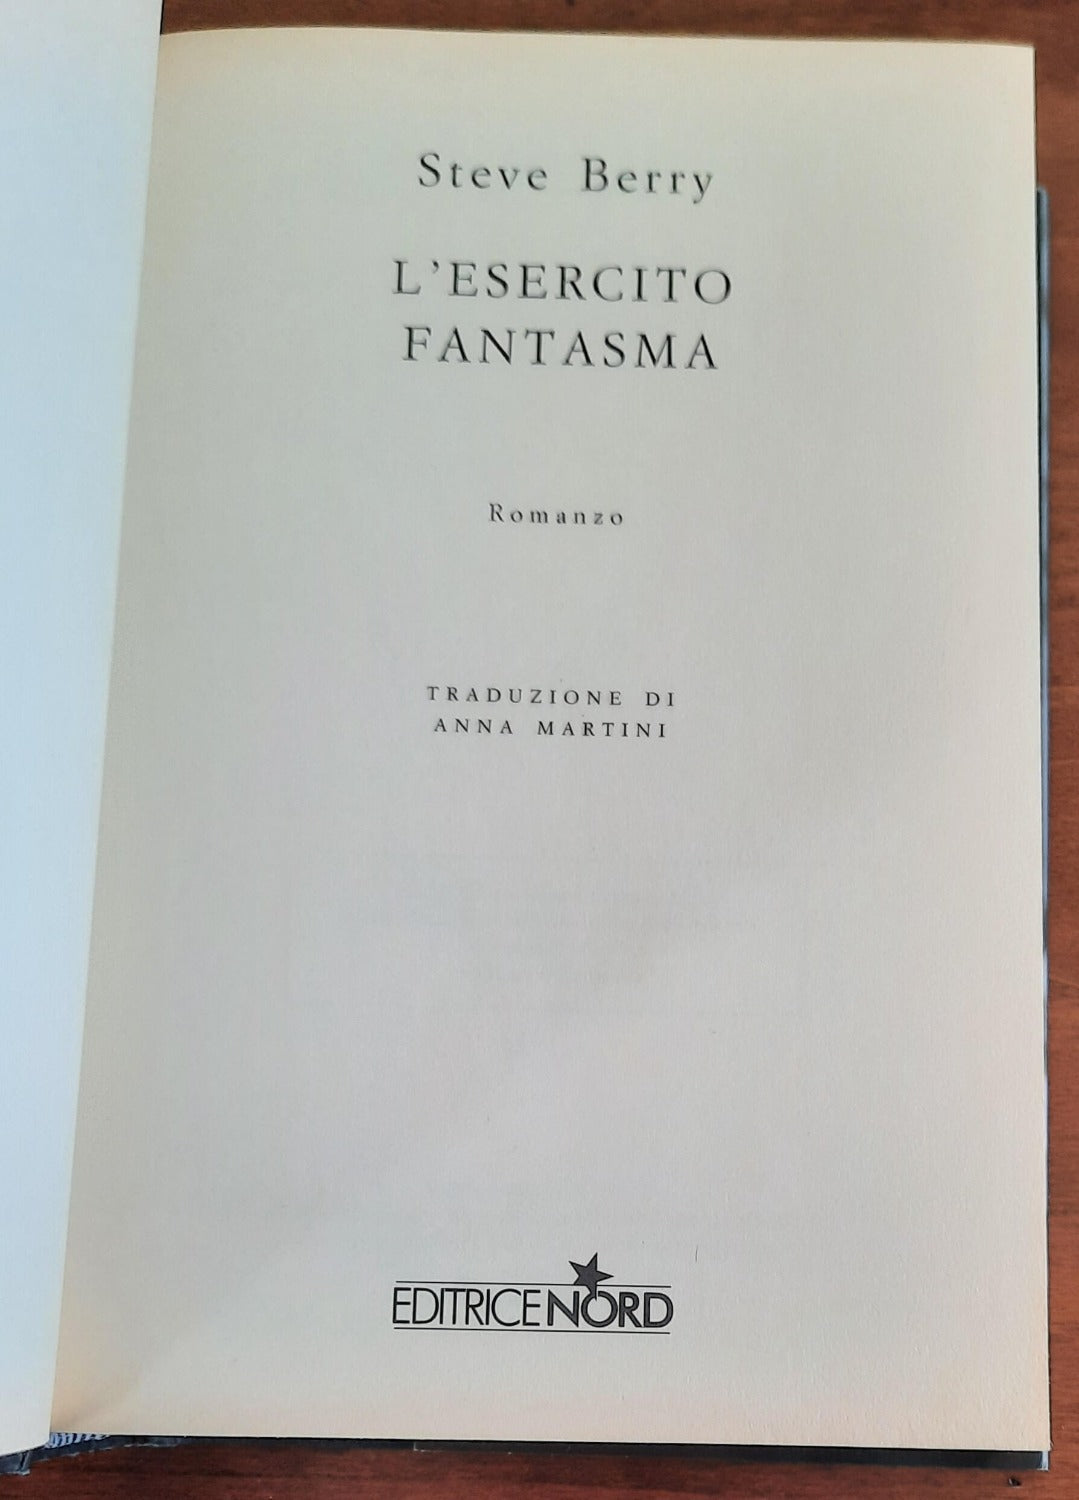 Steve Berry
L'ESERCITO
FANTASMA
Romanzo
TRADUZIONE DI
ANNA MARTINI
EDITRICE NORD